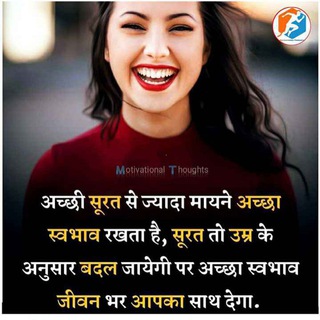 Motivational Thoughts
अच्छी सूरत से ज्यादा मायने अच्छा
स्वभाव रखता है, सूरत तो उम्र के
अनुसार बदल जायेगी पर अच्छा स्वभाव
जीवन भर आपका साथ देगा.